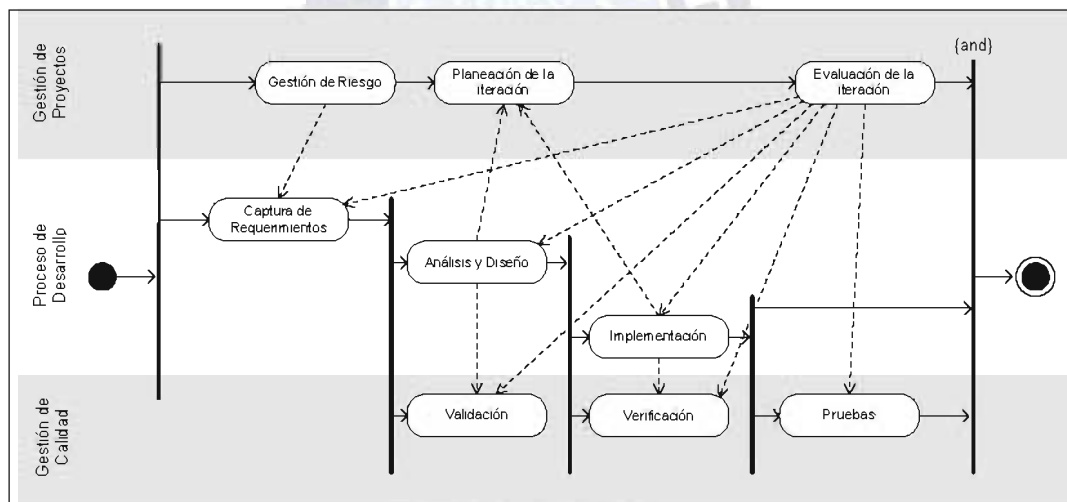 {and}
Gestión de
Proyectos
Gestión de Riesgo
Planeación de la
iteración
Evaluación de la
iteración
Proceso de
Desarrollo
Captura de
Requerimientos
Análisis y Diseño
Implementación
Gestión de
Calidad
Validación
Verificación
Pruebas